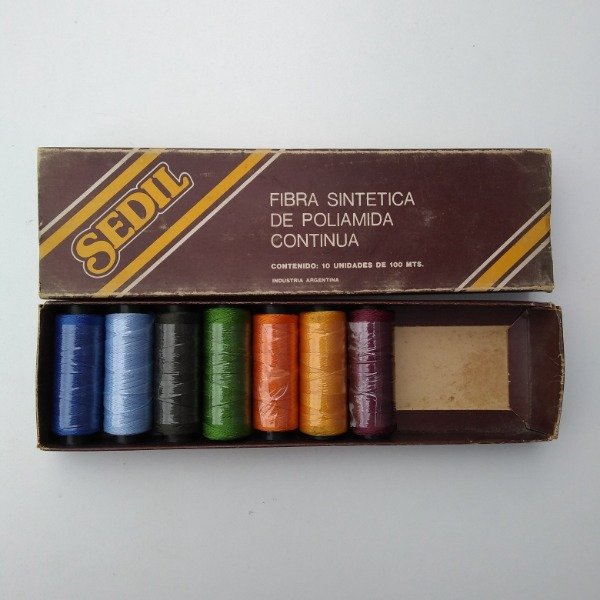 SEDIL
FIBRA SINTETICA
DE POLIAMIDA
CONTINUA
CONTENIDO: 10 UNIDADES DE 100 MTS.
INDUSTRIA ARGENTINA